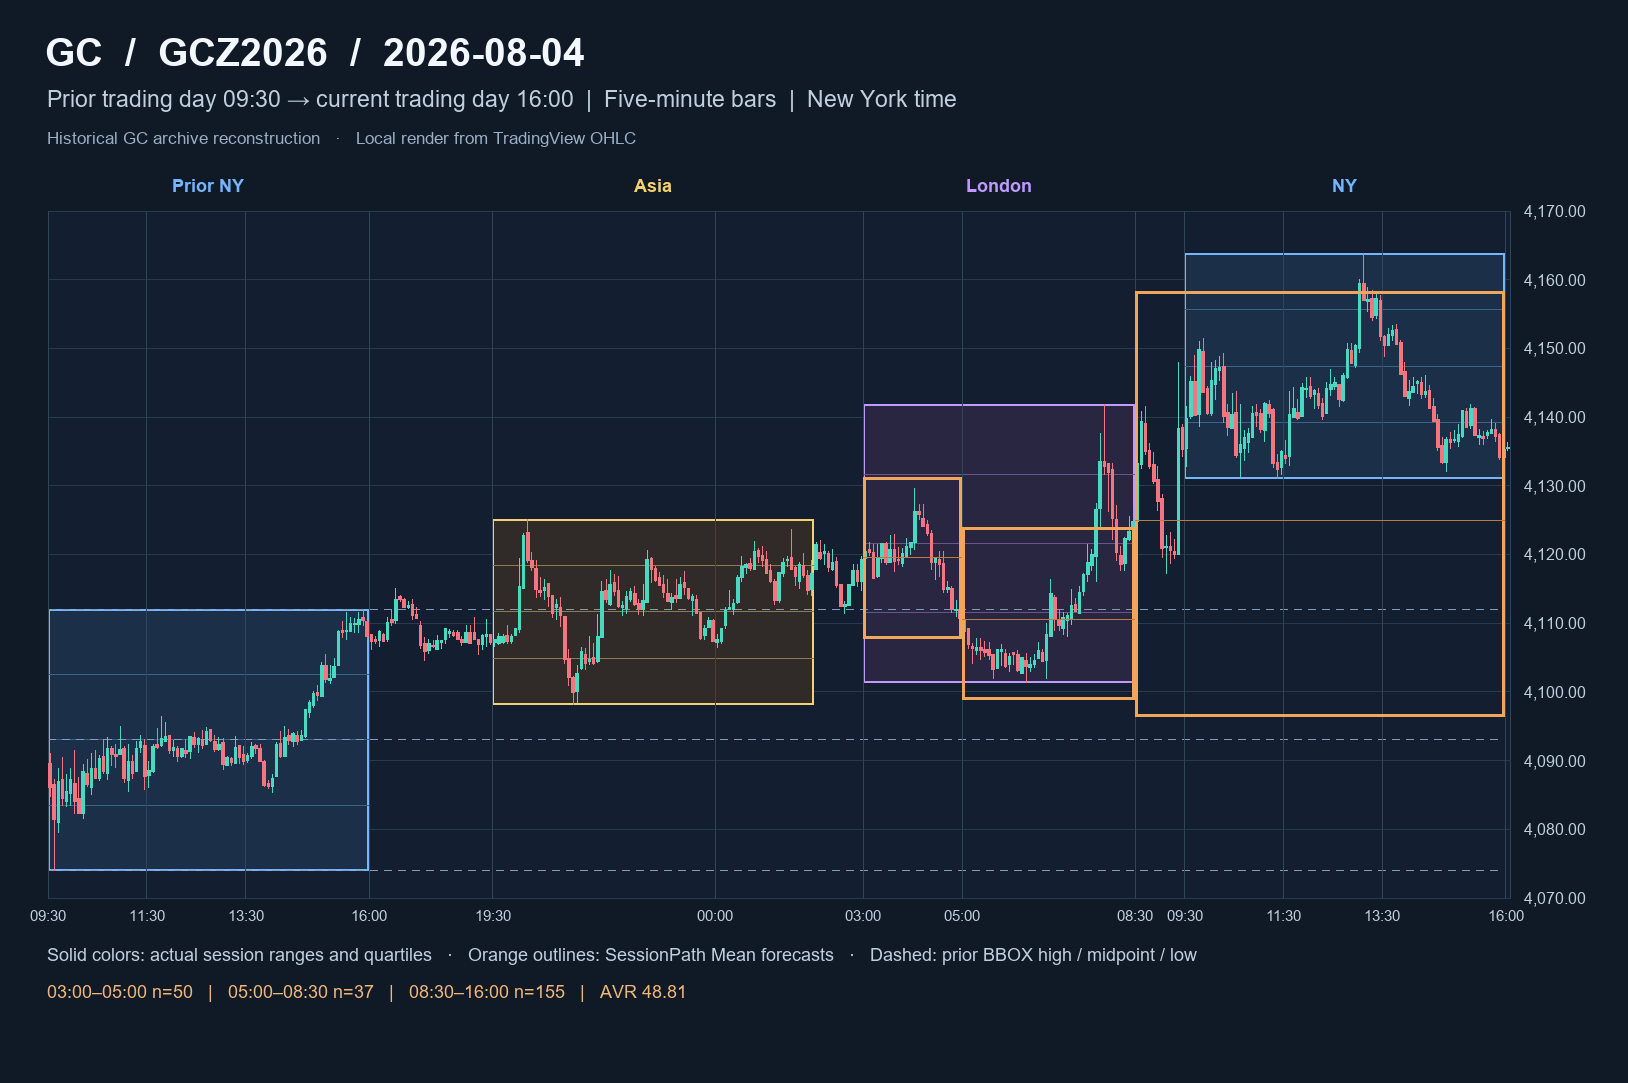 GC / GCZ2026 / 2026-08-04
Prior trading day 09:30 → current trading day 16:00 | Five-minute bars | New York time
Historical GC archive reconstruction · Local render from TradingView OHLC
Prior NY Asia London NY
4,170.00
4,160.00
4,150.00
4,140.00
4,130.00
4,120.00
4,110.00
4,100.00
4,090.00
4,080.00
4,070.00
09:30 11:30 13:30 16:00 19:30 00:00 03:00 05:00 08:30 09:30 11:30 13:30 16:00
Solid colors: actual session ranges and quartiles · Orange outlines: SessionPath Mean forecasts · Dashed: prior BBOX high / midpoint / low
03:00–05:00 n=50 | 05:00–08:30 n=37 | 08:30–16:00 n=155 | AVR 48.81